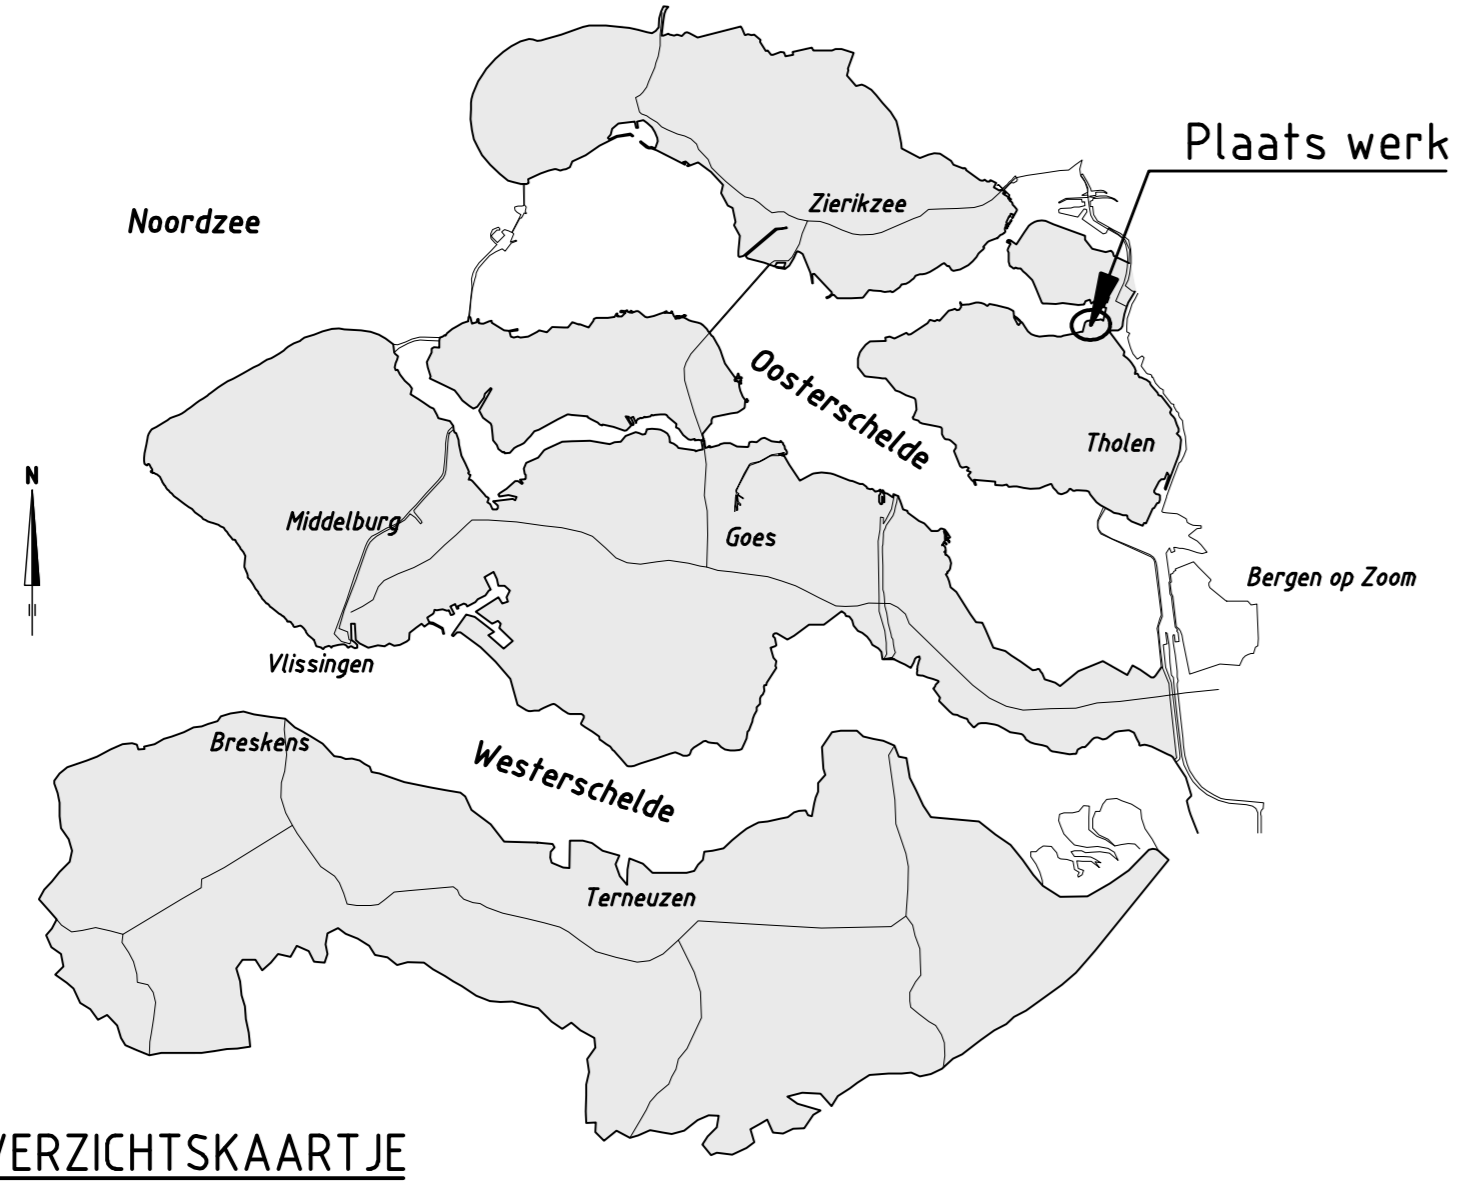 Plaats werk
Zierikzee
Noordzee
Oosterschelde
Tholen
N
Middelburg
Goes
Bergen op Zoom
Vlissingen
Breskens
Westerschelde
Terneuzen
VERZICHTSKAARTJE